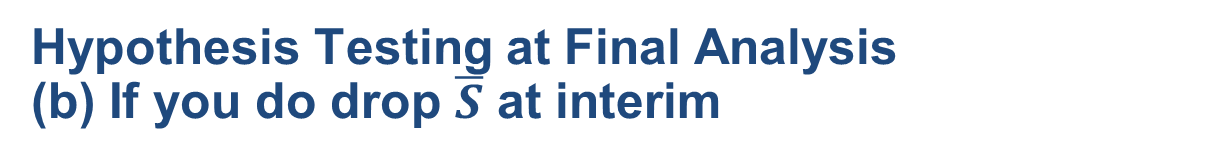 Hypothesis Testing at Final Analysis
(b) If you do drop S̅ at interim